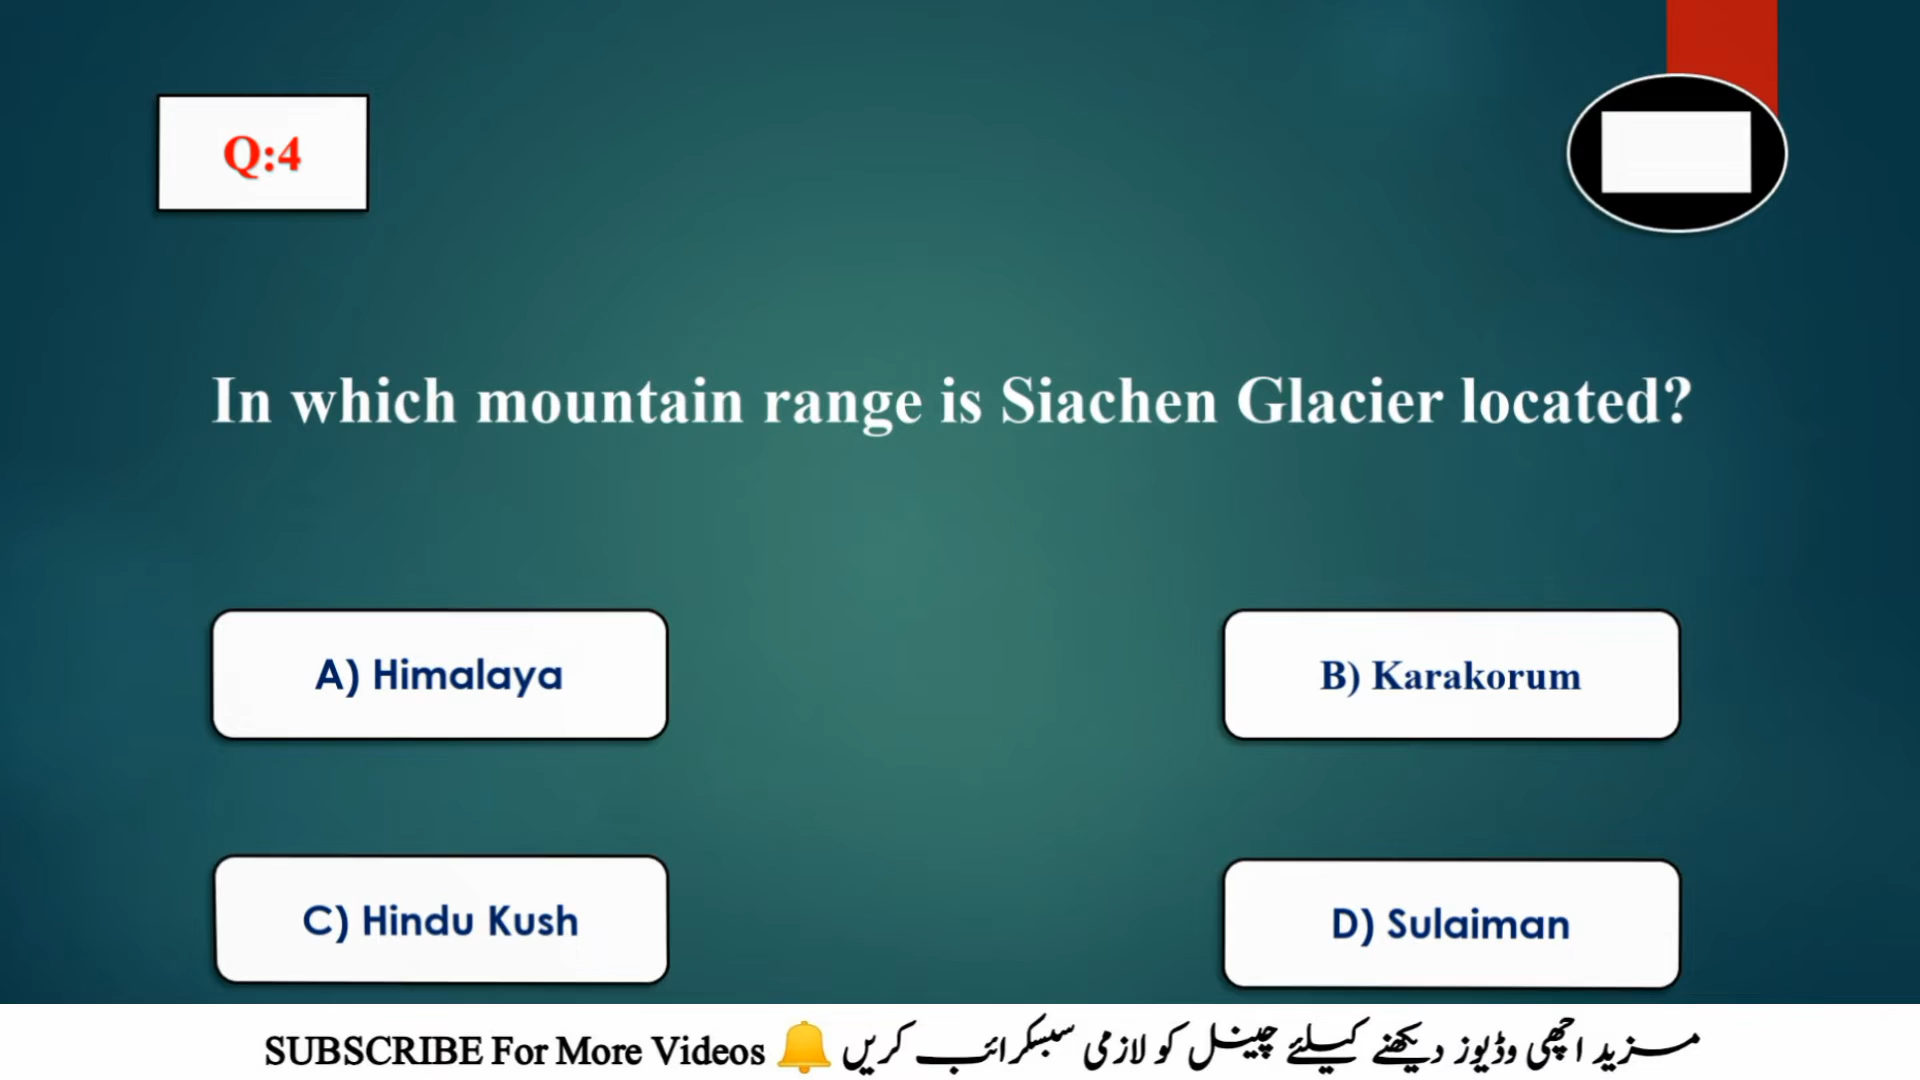 Q:4
In which mountain range is Siachen Glacier located?
A) Himalaya
B) Karakorum
C) Hindu Kush
D) Sulaiman
SUBSCRIBE For More Videos 🔔 مزید اچھی وڈیوز دیکھنے کیلئے چینل کو لازمی سبسکرائب کریں